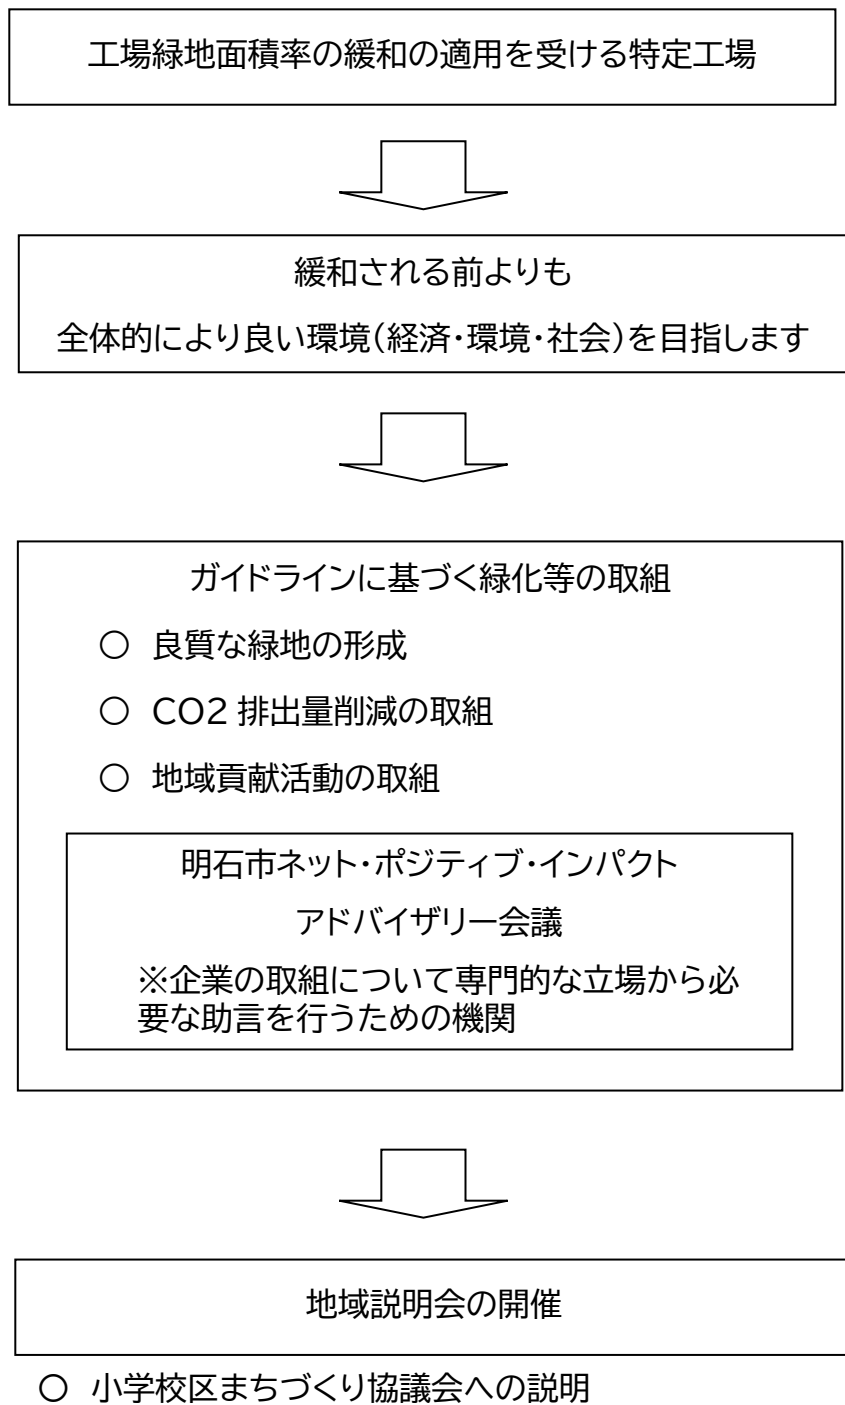 工場緑地面積率の緩和の適用を受ける特定工場
緩和される前よりも
全体的により良い環境(経済・環境・社会)を目指します
ガイドラインに基づく緑化等の取組
〇 良質な緑地の形成
〇 CO2 排出量削減の取組
〇 地域貢献活動の取組
明石市ネット・ポジティブ・インパクト
アドバイザリー会議
※企業の取組について専門的な立場から必
要な助言を行うための機関
地域説明会の開催
〇 小学校区まちづくり協議会への説明